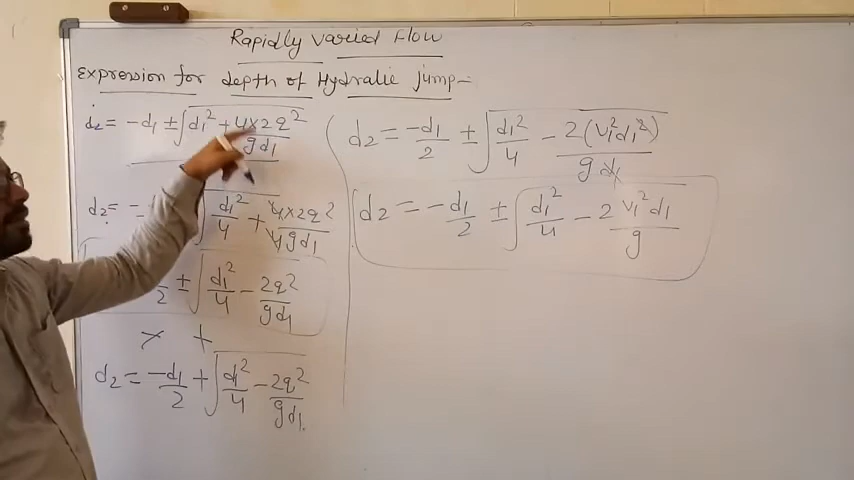 Rapidly varied Flow
Expression for depth of Hydralic jump-
d2 = -d1 ± √(d1² + 4×2q² / gd1)
d2 = - √(d1²/4 + 4×2q² / 4gd1)
/2 ± √(d1²/4 - 2q²/gd1)
× +
d2 = -d1/2 + √(d1²/4 - 2q²/gd1)
d2 = -d1/2 ± √(d1²/4 - 2(v1²d1²)/gd1)
d2 = -d1/2 ± √(d1²/4 - 2 v1²d1/g)